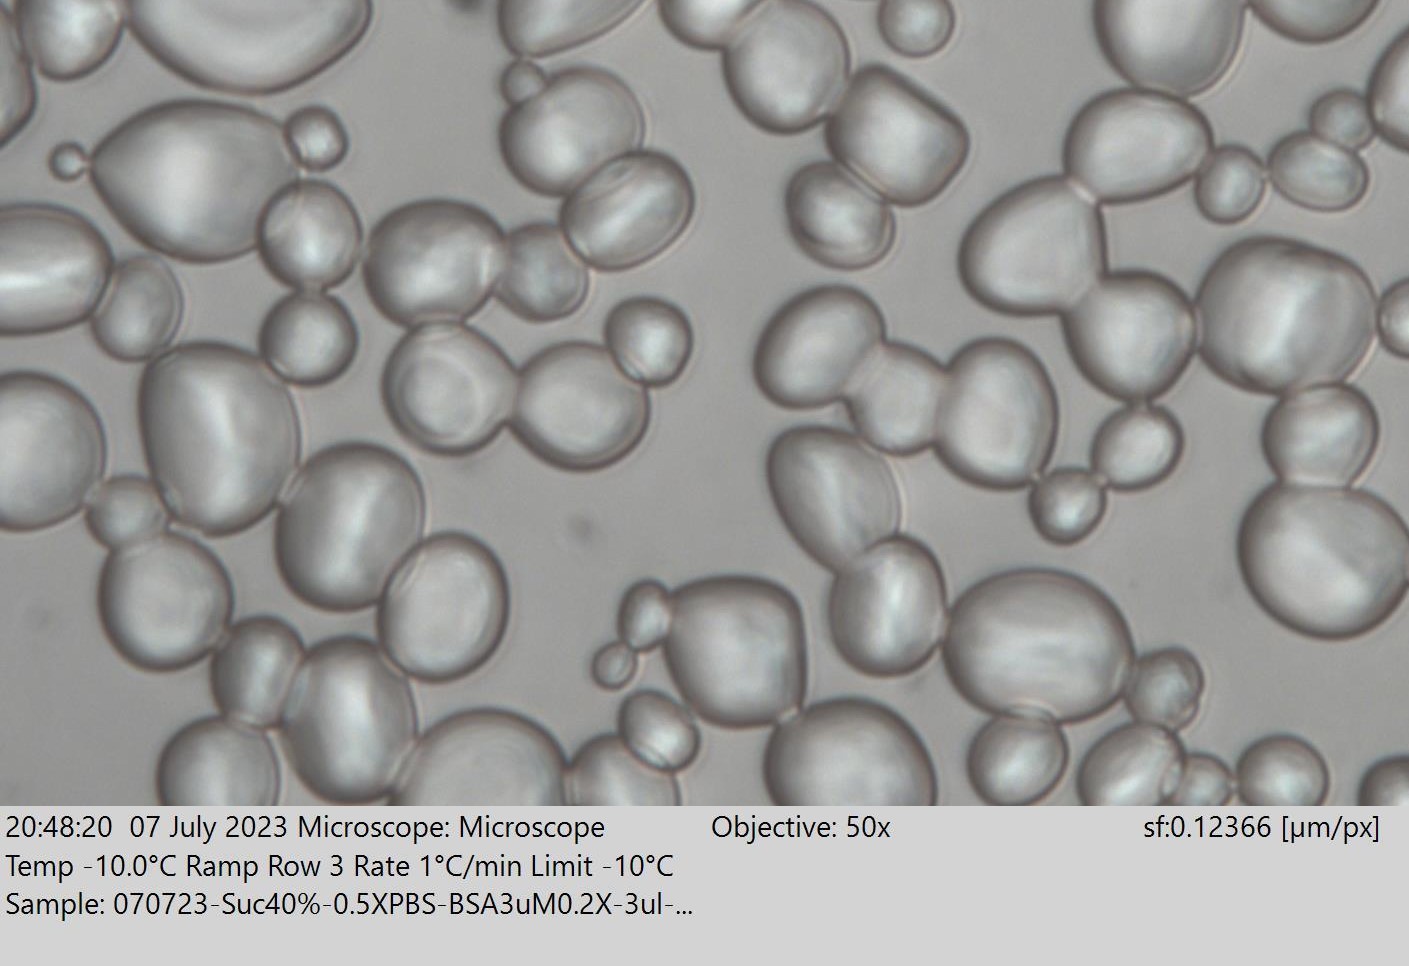 20:48:20 07 July 2023 Microscope: Microscope Objective: 50x sf:0.12366 [µm/px]
Temp -10.0°C Ramp Row 3 Rate 1°C/min Limit -10°C
Sample: 070723-Suc40%-0.5XPBS-BSA3uM0.2X-3ul-...